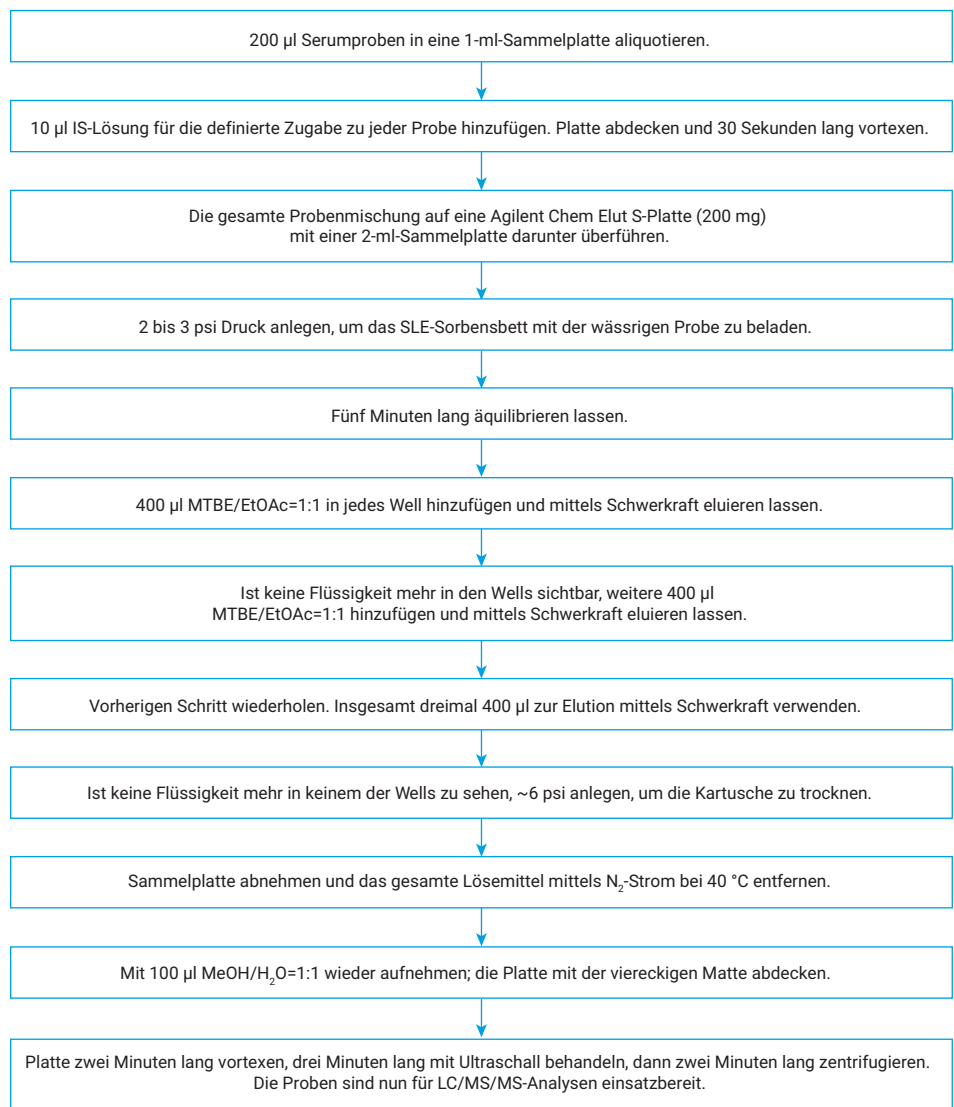 200 µl Serumproben in eine 1-ml-Sammelplatte aliquotieren.
10 µl IS-Lösung für die definierte Zugabe zu jeder Probe hinzufügen. Platte abdecken und 30 Sekunden lang vortexen.
Die gesamte Probenmischung auf eine Agilent Chem Elut S-Platte (200 mg)
mit einer 2-ml-Sammelplatte darunter überführen.
2 bis 3 psi Druck anlegen, um das SLE-Sorbensbett mit der wässrigen Probe zu beladen.
Fünf Minuten lang äquilibrieren lassen.
400 µl MTBE/EtOAc=1:1 in jedes Well hinzufügen und mittels Schwerkraft eluieren lassen.
Ist keine Flüssigkeit mehr in den Wells sichtbar, weitere 400 µl
MTBE/EtOAc=1:1 hinzufügen und mittels Schwerkraft eluieren lassen.
Vorherigen Schritt wiederholen. Insgesamt dreimal 400 µl zur Elution mittels Schwerkraft verwenden.
Ist keine Flüssigkeit mehr in keinem der Wells zu sehen, ~6 psi anlegen, um die Kartusche zu trocknen.
Sammelplatte abnehmen und das gesamte Lösemittel mittels N₂-Strom bei 40 °C entfernen.
Mit 100 µl MeOH/H₂O=1:1 wieder aufnehmen; die Platte mit der viereckigen Matte abdecken.
Platte zwei Minuten lang vortexen, drei Minuten lang mit Ultraschall behandeln, dann zwei Minuten lang zentrifugieren.
Die Proben sind nun für LC/MS/MS-Analysen einsatzbereit.